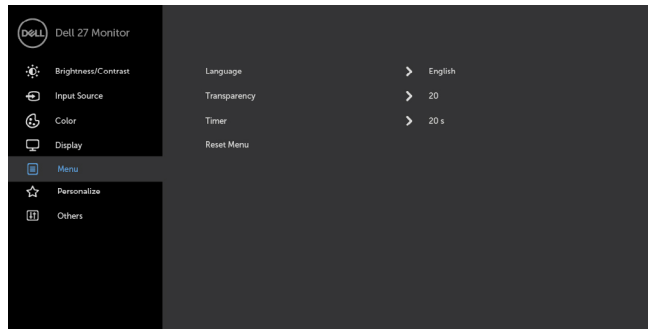 DELL Dell 27 Monitor
Brightness/Contrast
Input Source
Color
Display
Menu
Personalize
Others
Language > English
Transparency > 20
Timer > 20 s
Reset Menu